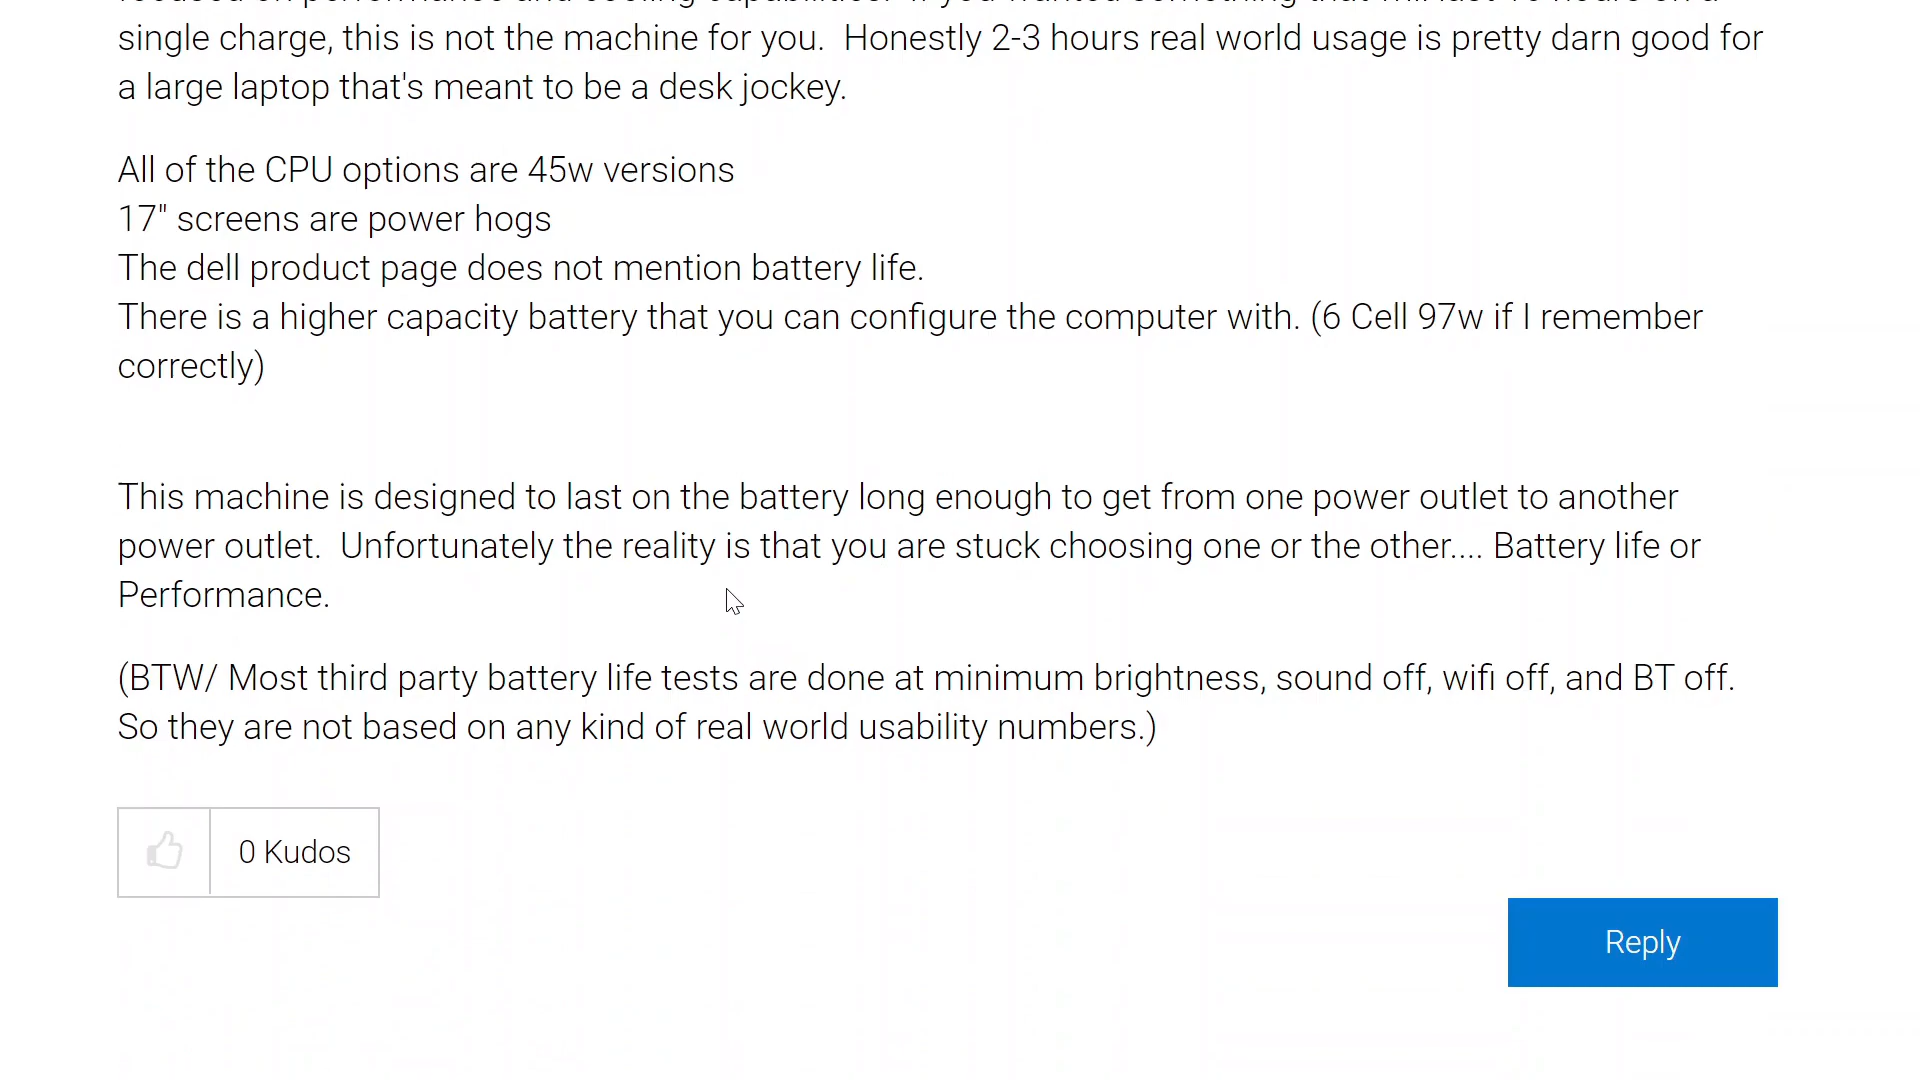 single charge, this is not the machine for you.  Honestly 2-3 hours real world usage is pretty darn good for
a large laptop that's meant to be a desk jockey.
All of the CPU options are 45w versions
17" screens are power hogs
The dell product page does not mention battery life.
There is a higher capacity battery that you can configure the computer with. (6 Cell 97w if I remember
correctly)
This machine is designed to last on the battery long enough to get from one power outlet to another
power outlet.  Unfortunately the reality is that you are stuck choosing one or the other.... Battery life or
Performance.
(BTW/ Most third party battery life tests are done at minimum brightness, sound off, wifi off, and BT off.
So they are not based on any kind of real world usability numbers.)
0 Kudos
Reply